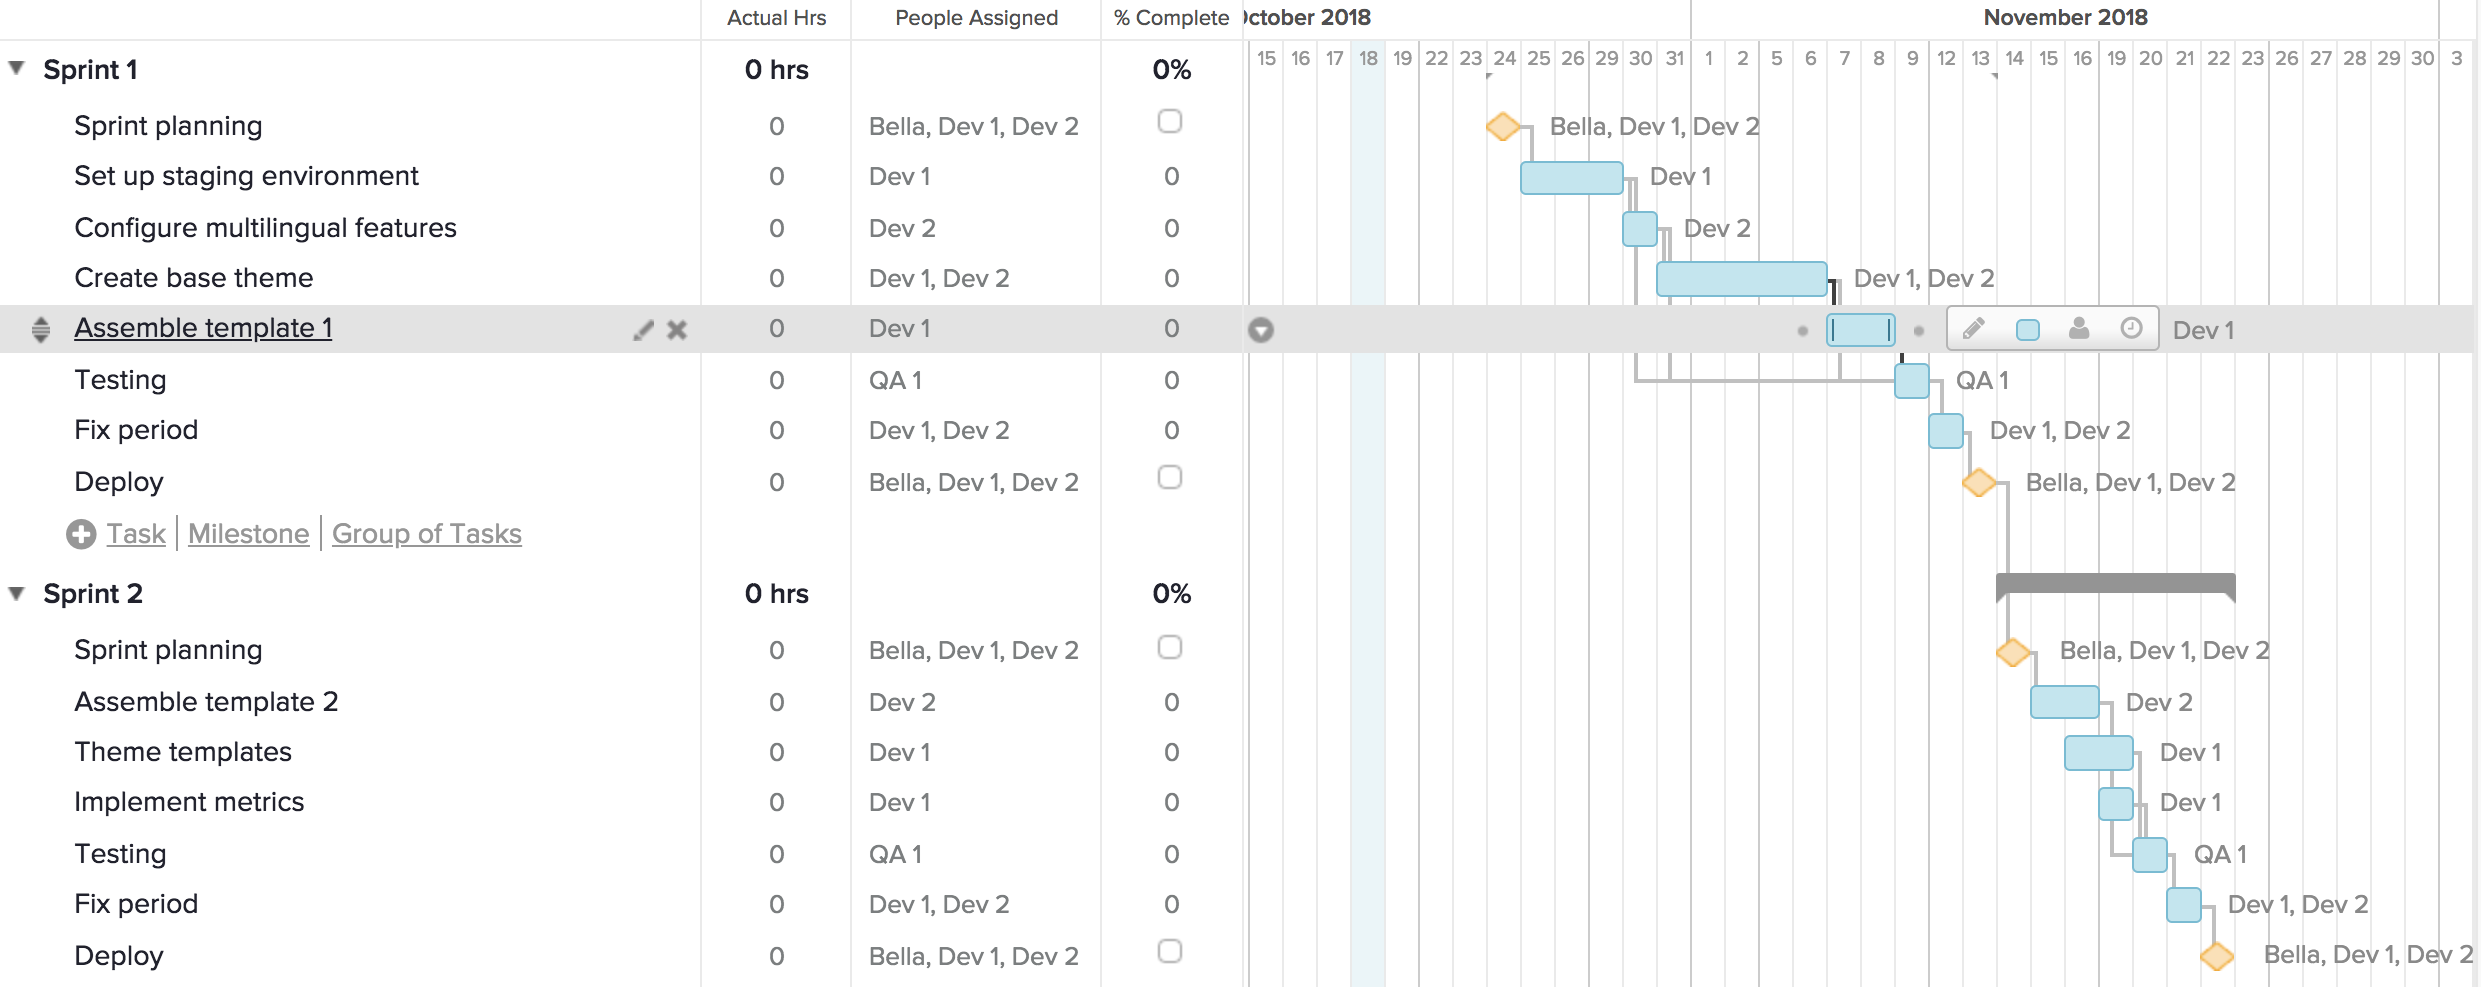 Actual Hrs People Assigned % Complete ctober 2018 November 2018
15 16 17 18 19 22 23 24 25 26 29 30 31 1 2 5 6 7 8 9 12 13 14 15 16 19 20 21 22 23 26 27 28 29 30 3
Sprint 1 0 hrs 0%
Sprint planning 0 Bella, Dev 1, Dev 2 Bella, Dev 1, Dev 2
Set up staging environment 0 Dev 1 0 Dev 1
Configure multilingual features 0 Dev 2 0 Dev 2
Create base theme 0 Dev 1, Dev 2 0 Dev 1, Dev 2
Assemble template 1 0 Dev 1 0 Dev 1
Testing 0 QA 1 0 QA 1
Fix period 0 Dev 1, Dev 2 0 Dev 1, Dev 2
Deploy 0 Bella, Dev 1, Dev 2 Bella, Dev 1, Dev 2
Task Milestone Group of Tasks
Sprint 2 0 hrs 0%
Sprint planning 0 Bella, Dev 1, Dev 2 Bella, Dev 1, Dev 2
Assemble template 2 0 Dev 2 0 Dev 2
Theme templates 0 Dev 1 0 Dev 1
Implement metrics 0 Dev 1 0 Dev 1
Testing 0 QA 1 0 QA 1
Fix period 0 Dev 1, Dev 2 0 Dev 1, Dev 2
Deploy 0 Bella, Dev 1, Dev 2 Bella, Dev 1, Dev 2